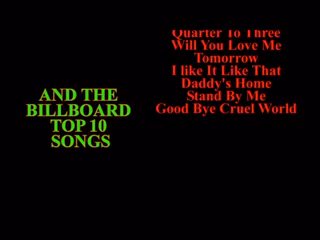 AND THE
BILLBOARD
TOP 10
SONGS
Quarter To Three
Will You Love Me
Tomorrow
I like It Like That
Daddy's Home
Stand By Me
Good Bye Cruel World